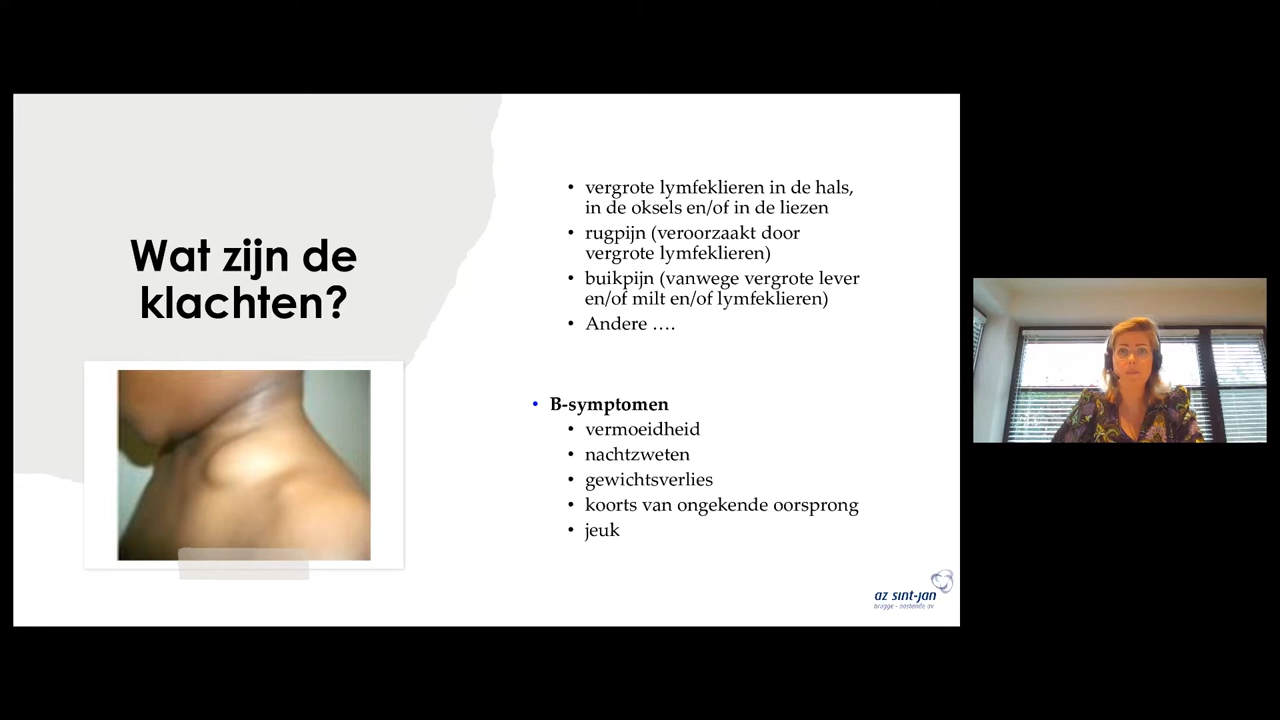 Wat zijn de
klachten?
• vergrote lymfeklieren in de hals,
in de oksels en/of in de liezen
• rugpijn (veroorzaakt door
vergrote lymfeklieren)
• buikpijn (vanwege vergrote lever
en/of milt en/of lymfeklieren)
• Andere ….
• B-symptomen
• vermoeidheid
• nachtzweten
• gewichtsverlies
• koorts van ongekende oorsprong
• jeuk
az sint-jan
brugge - oostende av